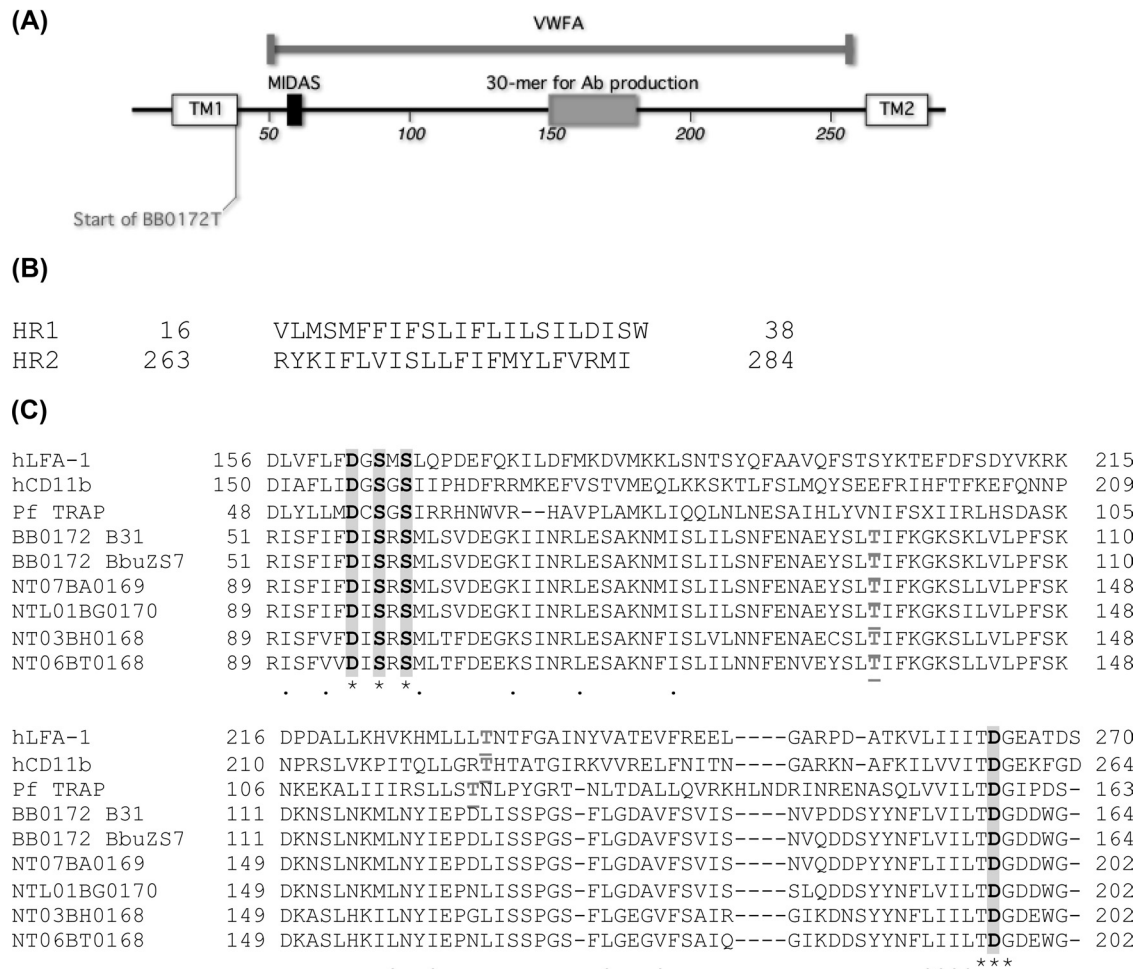 (A)
VWFA
MIDAS 30-mer for Ab production
TM1 TM2
50 100 150 200 250
Start of BB0172T
(B)
HR1 16 VLMSMFFIFSLIFLILSILDISW 38
HR2 263 RYKIFLVISLLFIFMYLFVRMI 284
(C)
hLFA-1 156 DLVFLFDGSMSLQPDEFQKILDFMKDVMKKLSNTSYQFAAVQFSTSYKTEFDFSDYVKRK 215
hCD11b 150 DIAFLIDGSGSIIPHDFRRMKEFVSTVMEQLKKSKTLFSLMQYSEEFRIHFTFKEFQNNP 209
Pf TRAP 48 DLYLLMDCSGSIRRHNWVR--HAVPLAMKLIQQLNLNESAIHLYVNIFSXIIRLHSDASK 105
BB0172 B31 51 RISFIFDISRSMLSVDEGKIINRLESAKNMISLILSNFENAEYSLTIFKGKSKLVLPFSK 110
BB0172 BbuZS7 51 RISFIFDISRSMLSVDEGKIINRLESAKNMISLILSNFENAEYSLTIFKGKSKLVLPFSK 110
NT07BA0169 89 RISFIFDISRSMLSVDEGKIINRLESAKNMISLILSNFENAEYSLTIFKGKSLLVLPFSK 148
NTL01BG0170 89 RISFIFDISRSMLSVDEGKIINRLESAKNMISLILSNFENAEYSLTIFKGKSLLVLPFSK 148
NT03BH0168 89 RISFVFDISRSMLTFDEGKSINRLESAKNFISLVLNNFENAECSLTIFKGKSLLVLPFSK 148
NT06BT0168 89 RISFVVDISRSMLTFDEEKSINRLESAKNFISLILNNFENVEYSLTIFKGKSLLVLPFSK 148
. . * * * . . . .
hLFA-1 216 DPDALLKHVKHMLLLTNTFGAINYVATEVFREEL----GARPD-ATKVLIIITDGEATDS 270
hCD11b 210 NPRSLVKPITQLLGRTHTATGIRKVVRELFNITN----GARKN-AFKILVVITDGEKFGD 264
Pf TRAP 106 NKEKALIIIRSLLSTNLPYGRT-NLTDALLQVRKHLNDRINRENASQLVVILTDGIPDS- 163
BB0172 B31 111 DKNSLNKMLNYIEPDLISSPGS-FLGDAVFSVIS----NVPDDSYYNFLVILTDGDDWG- 164
BB0172 BbuZS7 111 DKNSLNKMLNYIEPDLISSPGS-FLGDAVFSVIS----NVQDDSYYNFLVILTDGDDWG- 164
NT07BA0169 149 DKNSLNKMLNYIEPDLISSPGS-FLGDAVFSVIS----NVQDDPYYNFLVILTDGDDWG- 202
NTL01BG0170 149 DKNSLNKMLNYIEPNLISSPGS-FLGDAVFSVIS----SLQDDSYYNFLVILTDGDDWG- 202
NT03BH0168 149 DKASLHKILNYIEPGLISSPGS-FLGEGVFSAIR----GIKDNSYYNFLIILTDGDEWG- 202
NT06BT0168 149 DKASLHKILNYIEPNLISSPGS-FLGEGVFSAIQ----GIKDDSYYNFLIILTDGDEWG- 202
***